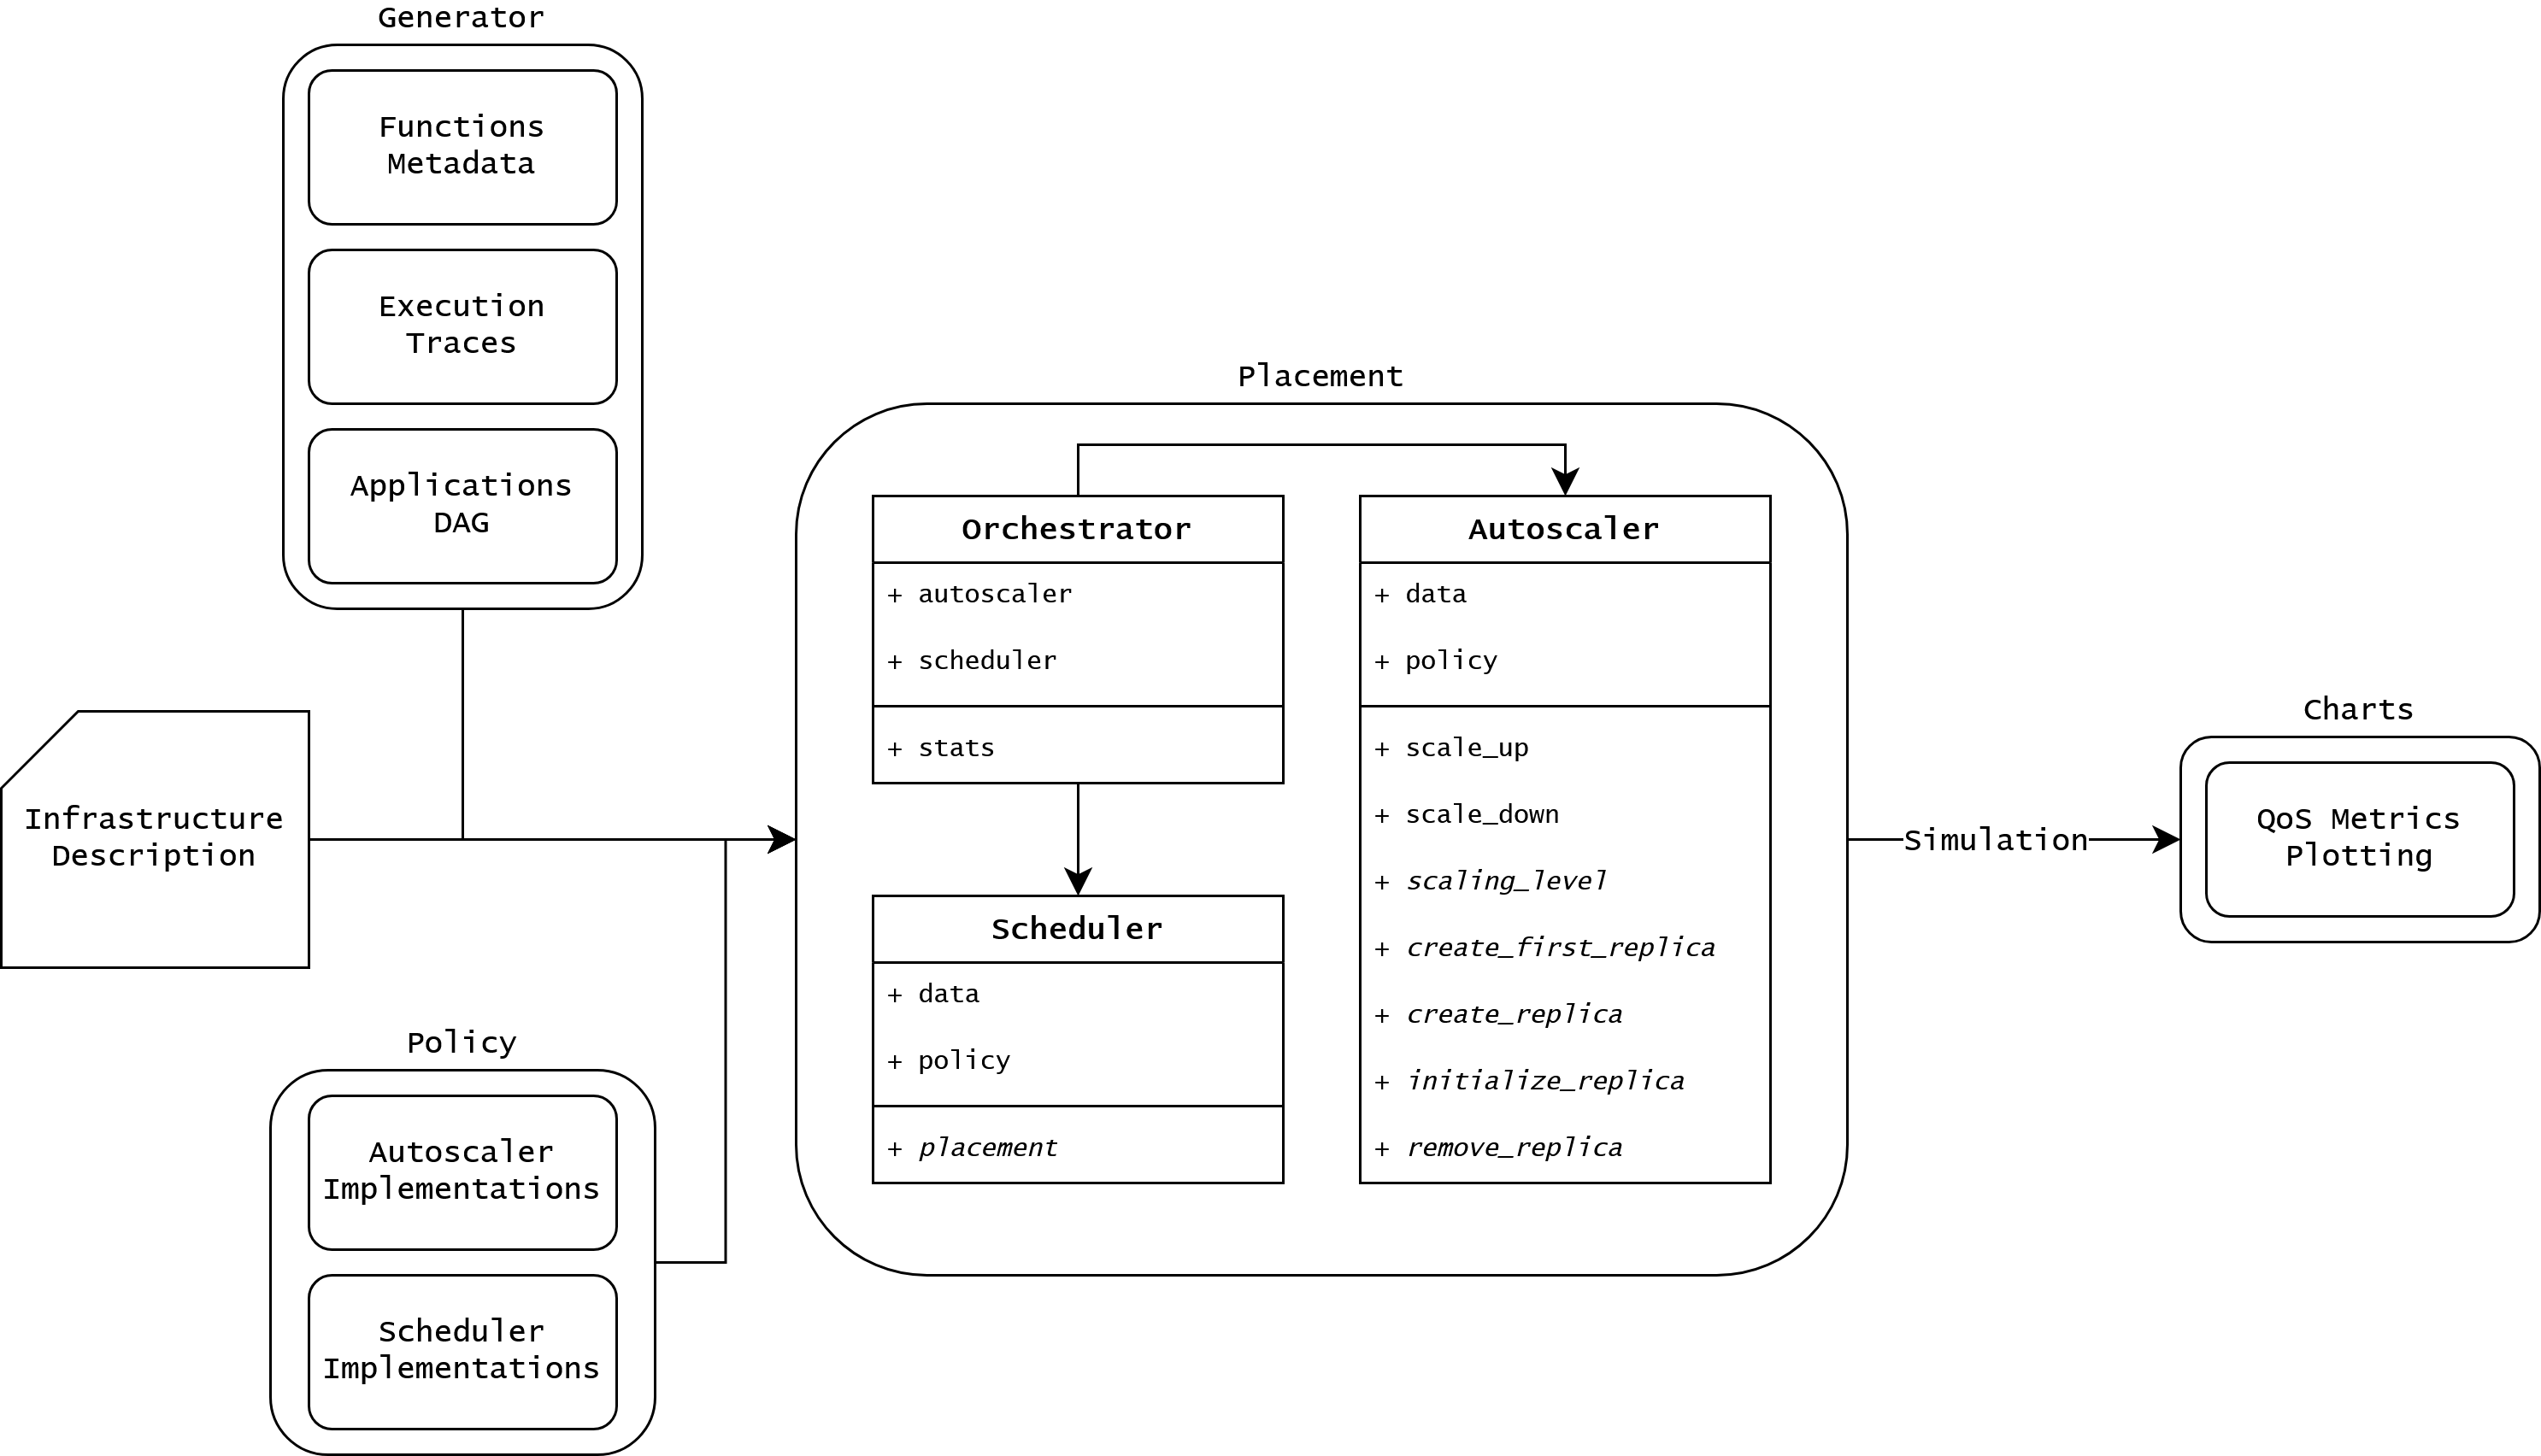 Generator
Functions
Metadata
Execution
Traces
Applications
DAG
Infrastructure
Description
Policy
Autoscaler
Implementations
Scheduler
Implementations
Placement
Orchestrator
+ autoscaler
+ scheduler
+ stats
Scheduler
+ data
+ policy
+ placement
Autoscaler
+ data
+ policy
+ scale_up
+ scale_down
+ scaling_level
+ create_first_replica
+ create_replica
+ initialize_replica
+ remove_replica
Simulation
Charts
QoS Metrics
Plotting